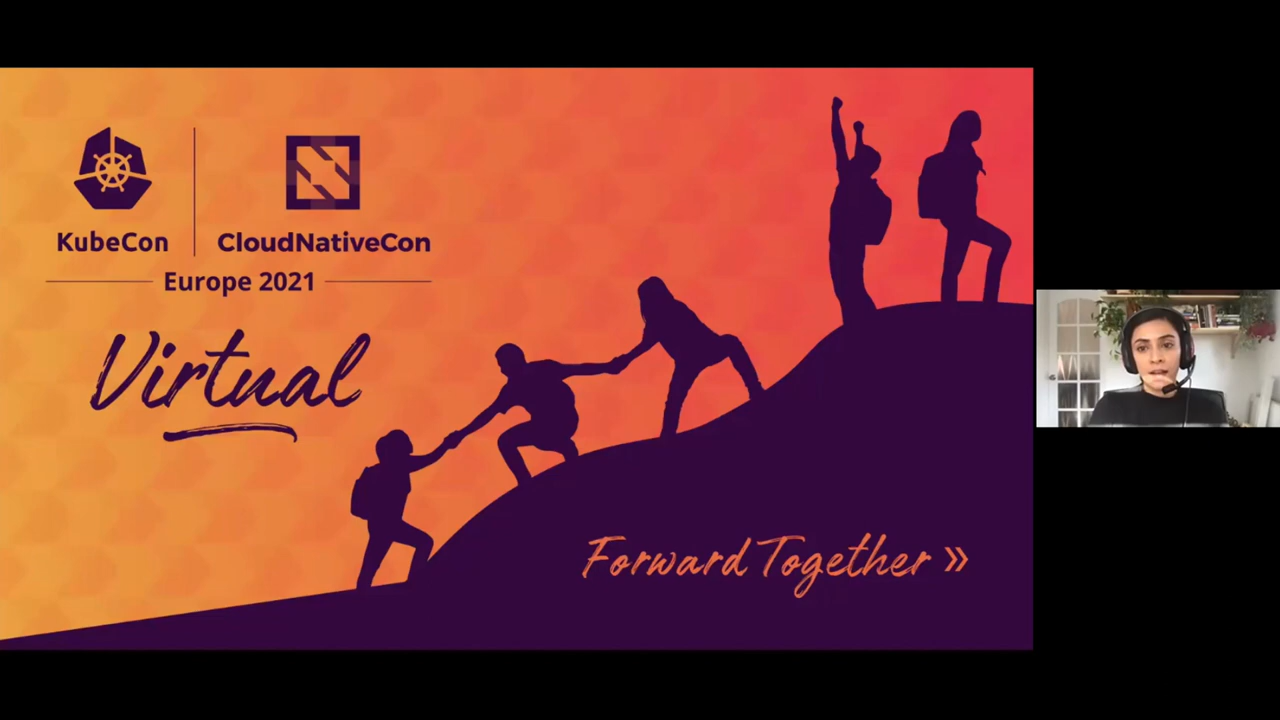 KubeCon
CloudNativeCon
Europe 2021
Virtual
Forward Together »